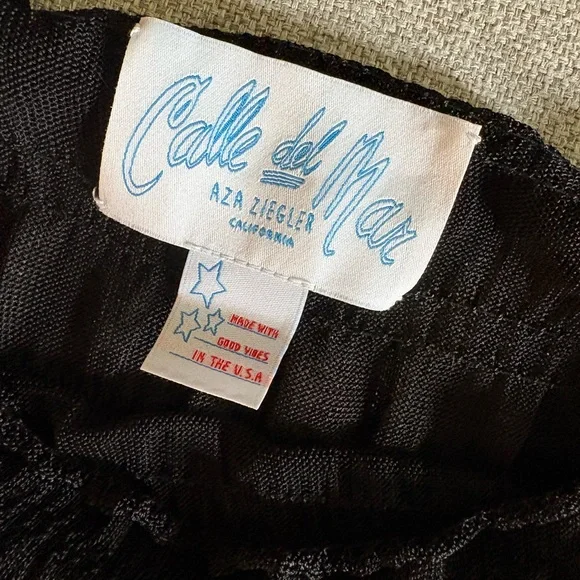 Calle del Mar
AZA ZIEGLER
CALIFORNIA
MADE WITH
GOOD VIBES
IN THE U.S.A